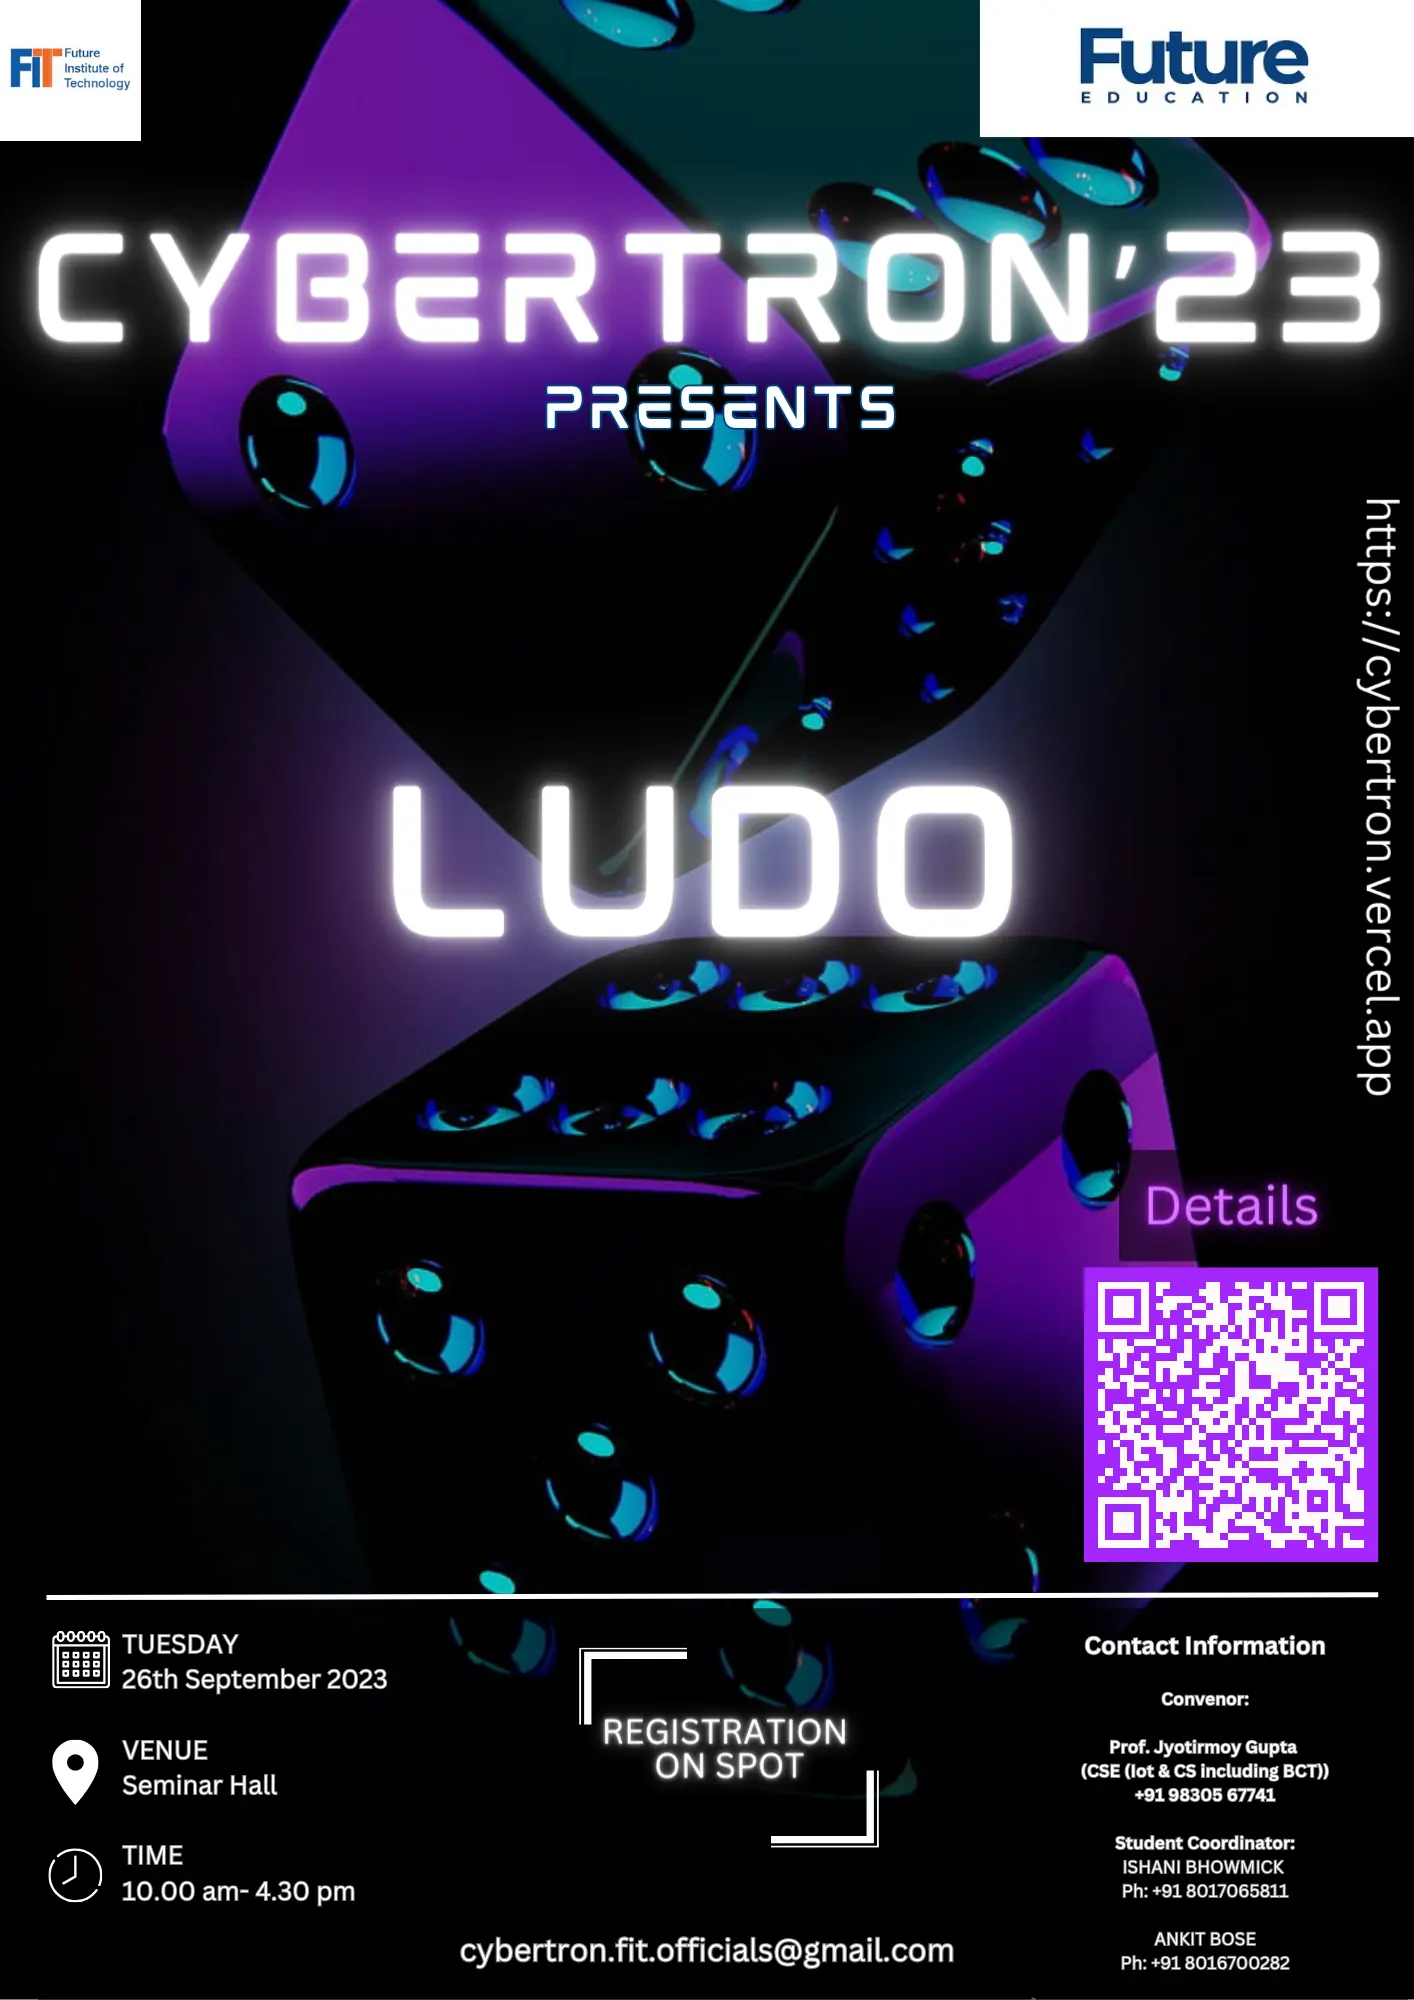 FIT Future
Institute of
Technology
Future
EDUCATION
CYBERTRON'23
PRESENTS
https://cybertron.vercel.app
LUDO
Details
TUESDAY
26th September 2023
VENUE
Seminar Hall
TIME
10.00 am- 4.30 pm
REGISTRATION
ON SPOT
cybertron.fit.officials@gmail.com
Contact Information
Convenor:
Prof. Jyotirmoy Gupta
(CSE (Iot & CS including BCT))
+91 98305 67741
Student Coordinator:
ISHANI BHOWMICK
Ph: +91 8017065811
ANKIT BOSE
Ph: +91 8016700282